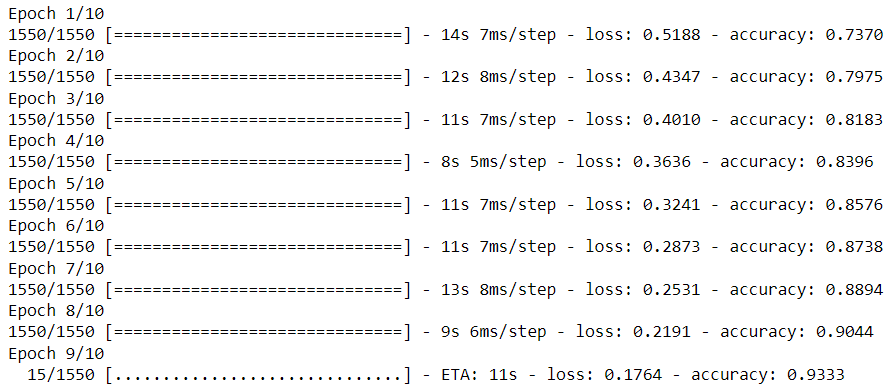 Epoch 1/10
1550/1550 [==============================] - 14s 7ms/step - loss: 0.5188 - accuracy: 0.7370
Epoch 2/10
1550/1550 [==============================] - 12s 8ms/step - loss: 0.4347 - accuracy: 0.7975
Epoch 3/10
1550/1550 [==============================] - 11s 7ms/step - loss: 0.4010 - accuracy: 0.8183
Epoch 4/10
1550/1550 [==============================] - 8s 5ms/step - loss: 0.3636 - accuracy: 0.8396
Epoch 5/10
1550/1550 [==============================] - 11s 7ms/step - loss: 0.3241 - accuracy: 0.8576
Epoch 6/10
1550/1550 [==============================] - 11s 7ms/step - loss: 0.2873 - accuracy: 0.8738
Epoch 7/10
1550/1550 [==============================] - 13s 8ms/step - loss: 0.2531 - accuracy: 0.8894
Epoch 8/10
1550/1550 [==============================] - 9s 6ms/step - loss: 0.2191 - accuracy: 0.9044
Epoch 9/10
15/1550 [..............................] - ETA: 11s - loss: 0.1764 - accuracy: 0.9333